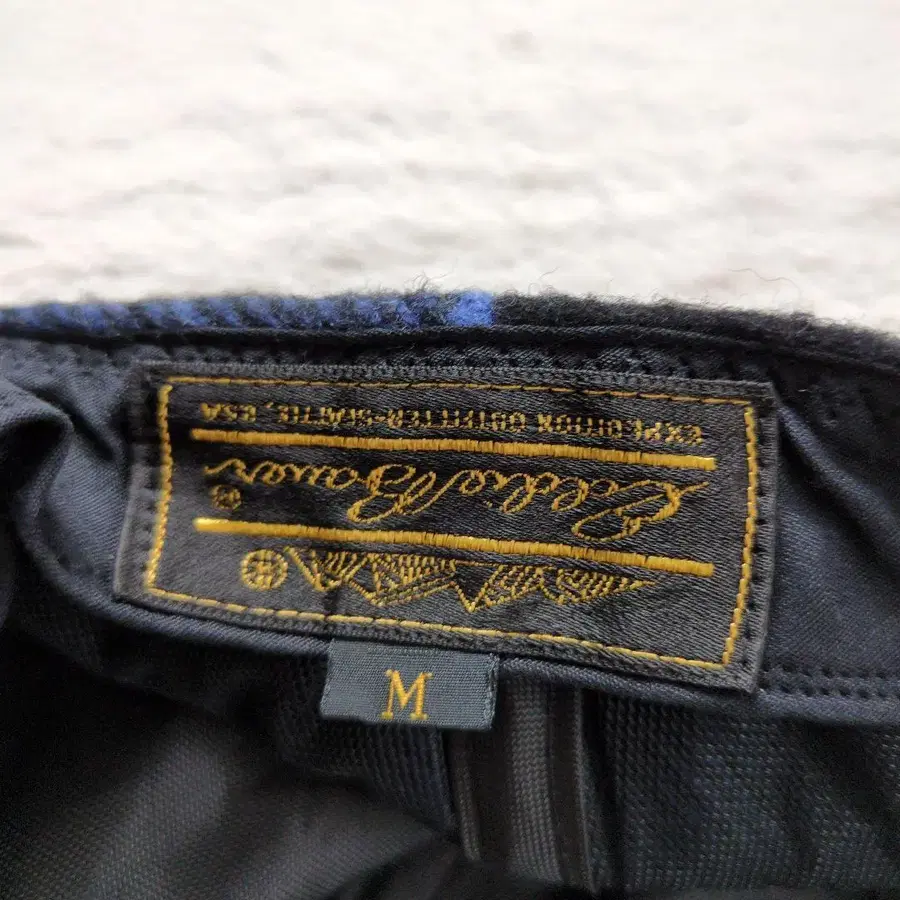 Eddie Bauer ®
EXPEDITION OUTFITTER-SEATTLE, USA
M